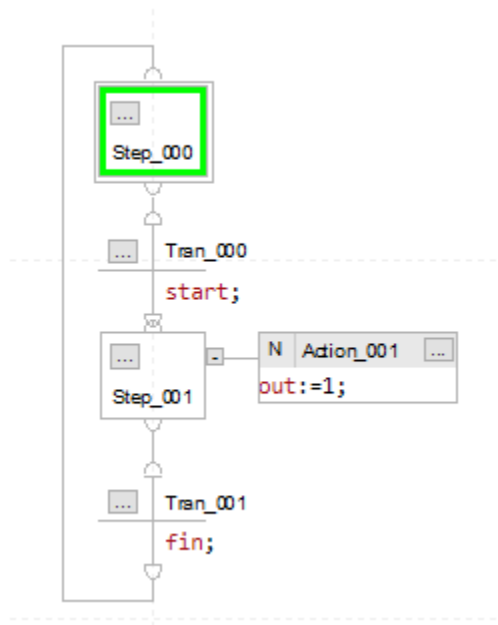 ...
Step_000
... Tran_000
start;
... N Action_001 ...
Step_001 out:=1;
... Tran_001
fin;